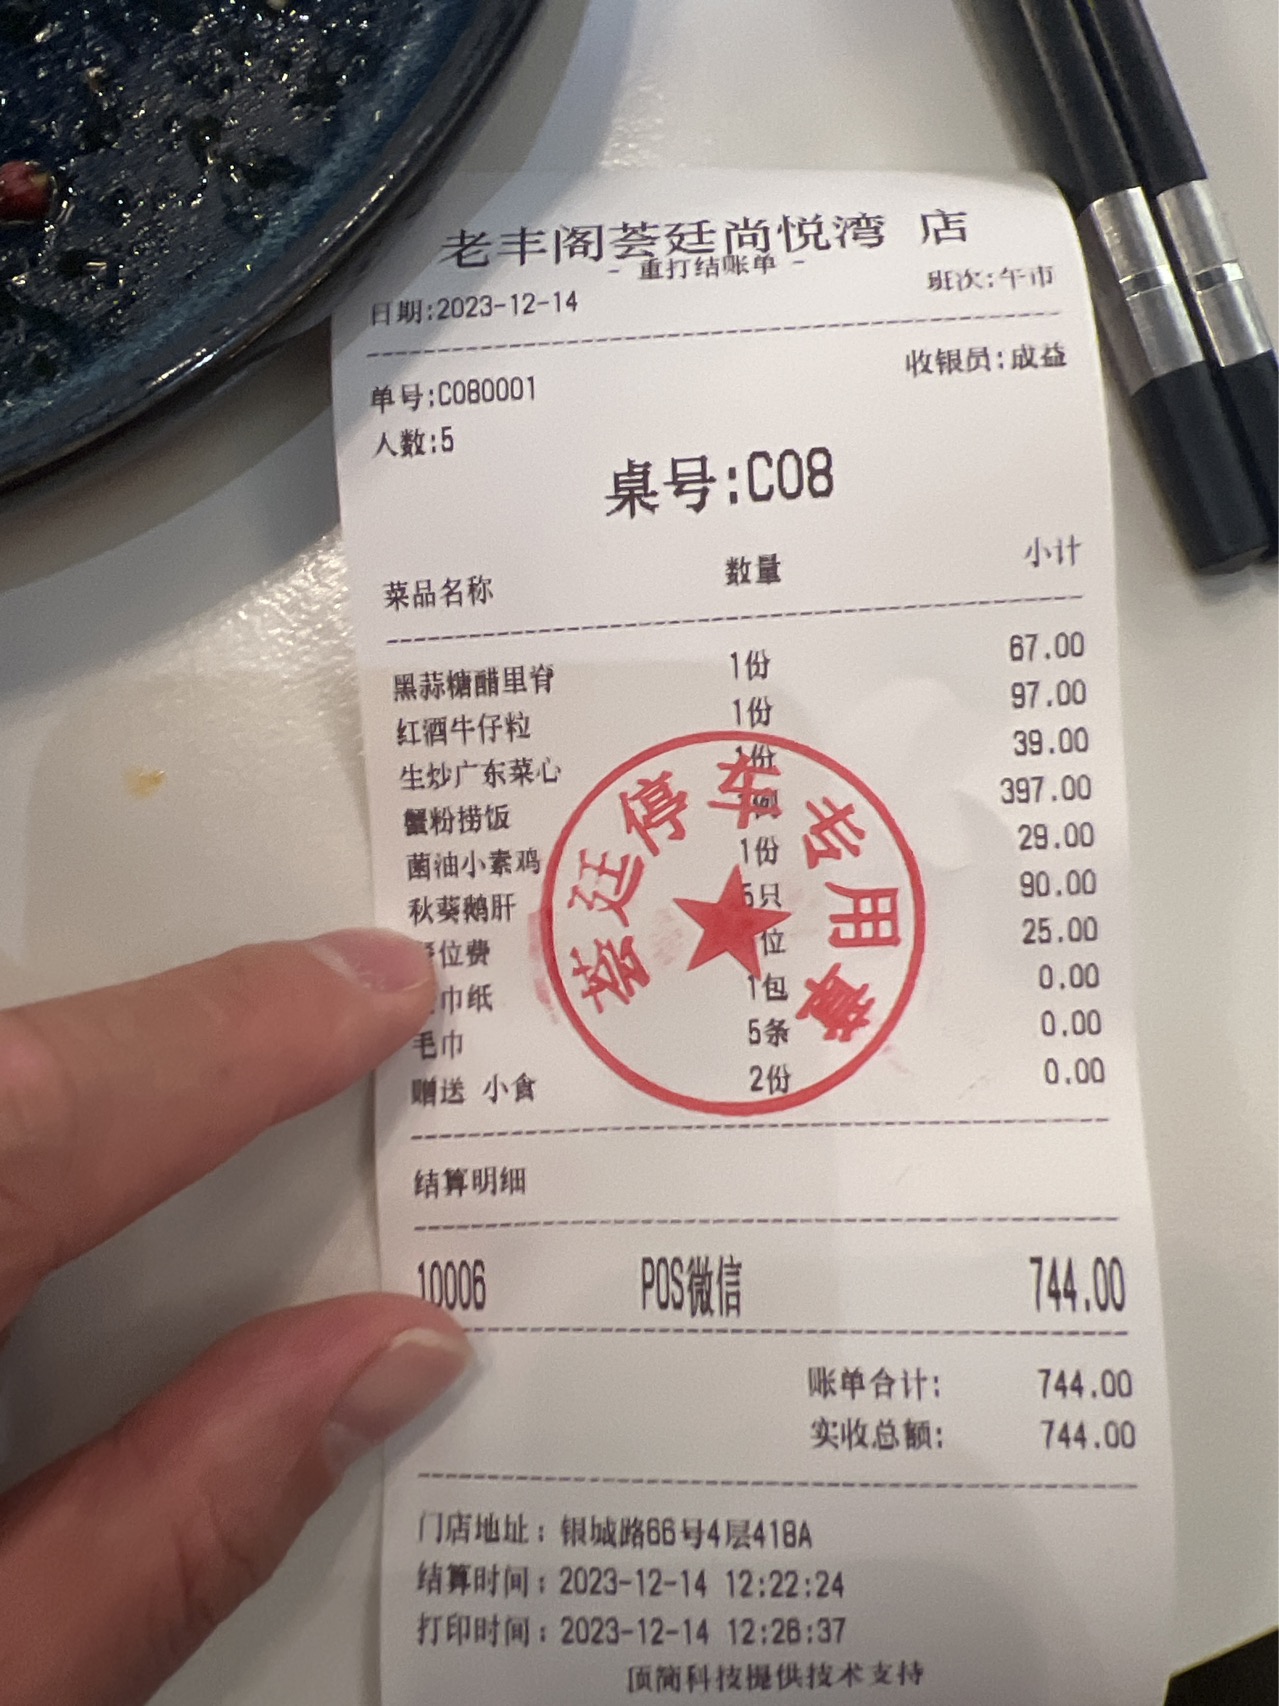 老丰阁荟廷尚悦湾 店
- 重打结账单 -
日期:2023-12-14 班次:午市
收银员:成益
单号:C080001
人数:5
桌号:C08
菜品名称 数量 小计
黑蒜糖醋里脊 1份 67.00
红酒牛仔粒 1份 97.00
生炒广东菜心 1份 39.00
蟹粉捞饭 397.00
菌油小素鸡 1份 29.00
秋葵鹅肝 5只 90.00
位费 位 25.00
巾纸 1包 0.00
毛巾 5条 0.00
赠送 小食 2份 0.00
荟廷停车专用章
结算明细
10006 POS微信 744.00
账单合计: 744.00
实收总额: 744.00
门店地址: 银城路66号4层418A
结算时间: 2023-12-14 12:22:24
打印时间: 2023-12-14 12:26:37
顶简科技提供技术支持